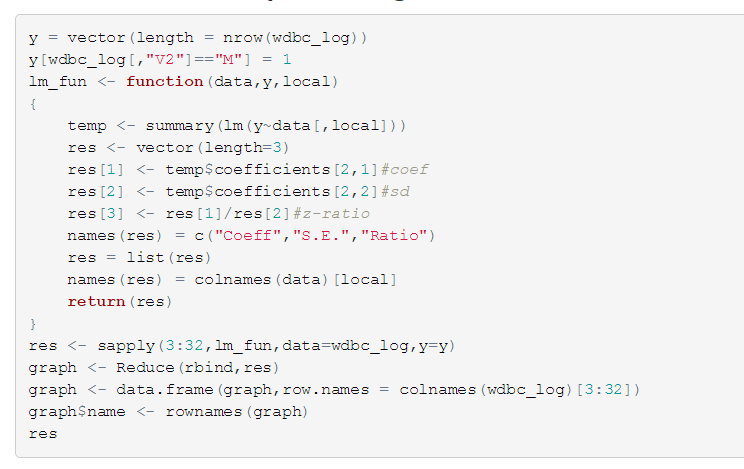 y = vector(length = nrow(wdbc_log))
y[wdbc_log[,"V2"]=="M"] = 1
lm_fun <- function(data,y,local)
{
    temp <- summary(lm(y~data[,local]))
    res <- vector(length=3)
    res[1] <- temp$coefficients[2,1]#coef
    res[2] <- temp$coefficients[2,2]#sd
    res[3] <- res[1]/res[2]#z-ratio
    names(res) = c("Coeff","S.E.","Ratio")
    res = list(res)
    names(res) = colnames(data)[local]
    return(res)
}
res <- sapply(3:32,lm_fun,data=wdbc_log,y=y)
graph <- Reduce(rbind,res)
graph <- data.frame(graph,row.names = colnames(wdbc_log)[3:32])
graph$name <- rownames(graph)
res